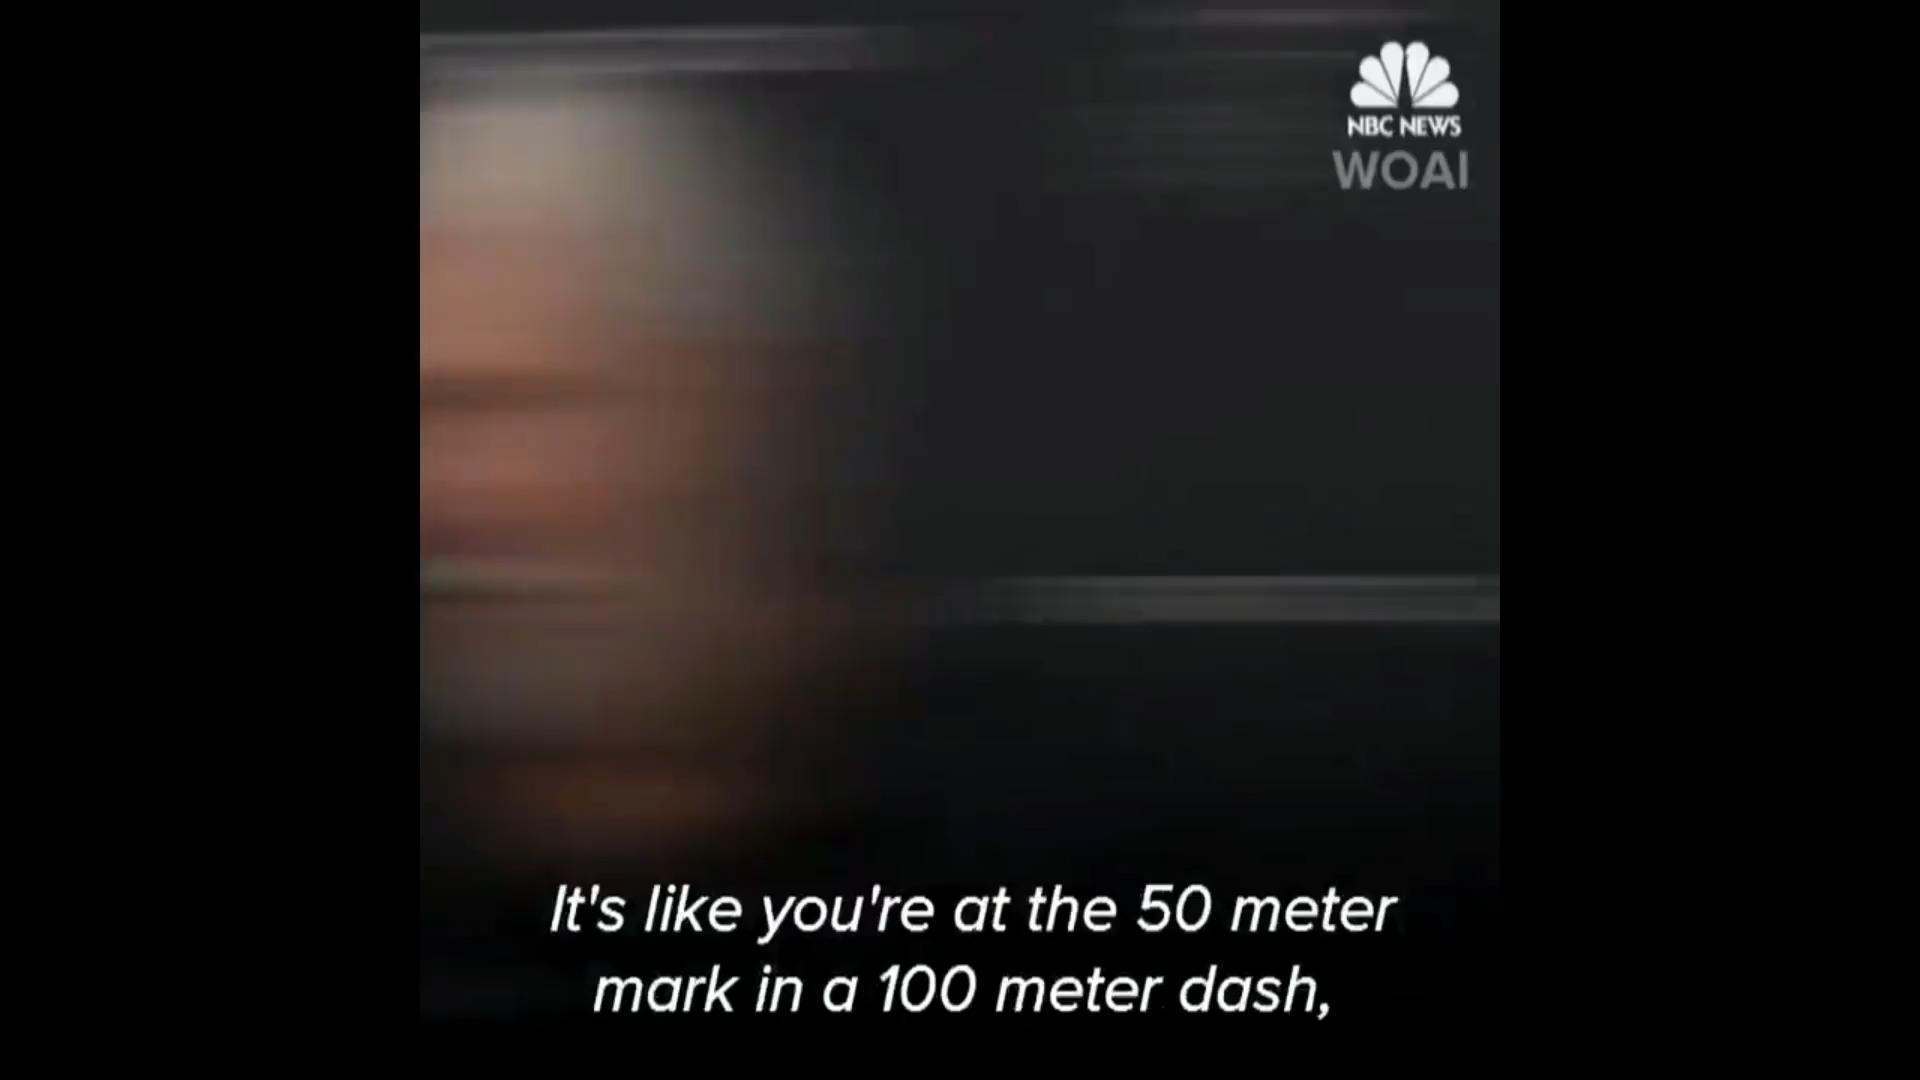 NBC NEWS
WOAI
It's like you're at the 50 meter
mark in a 100 meter dash,